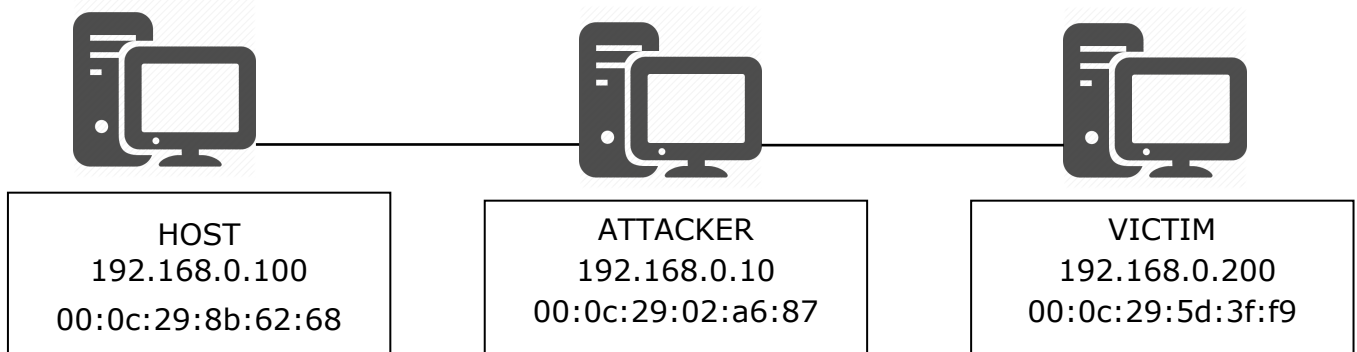 HOST
192.168.0.100
00:0c:29:8b:62:68
ATTACKER
192.168.0.10
00:0c:29:02:a6:87
VICTIM
192.168.0.200
00:0c:29:5d:3f:f9